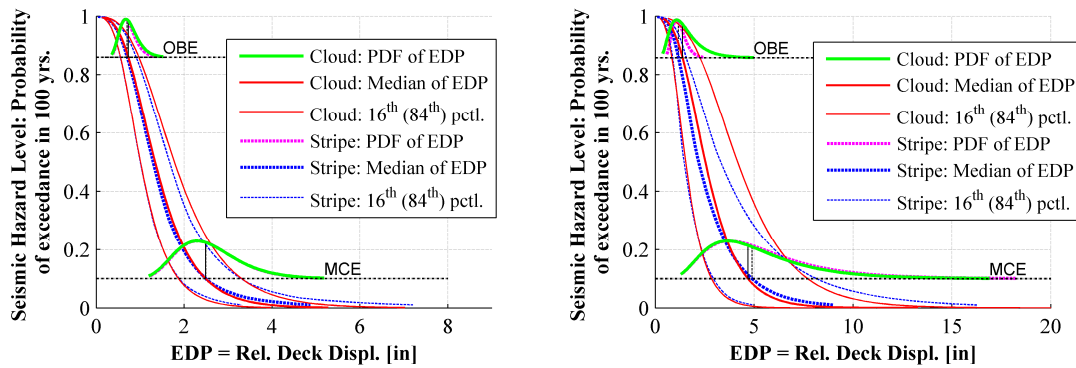 Seismic Hazard Level: Probability
of exceedance in 100 yrs.
1
0.8
0.6
0.4
0.2
0
OBE
Cloud: PDF of EDP
Cloud: Median of EDP
Cloud: 16th (84th) pctl.
Stripe: PDF of EDP
Stripe: Median of EDP
Stripe: 16th (84th) pctl.
MCE
0 2 4 6 8
EDP = Rel. Deck Displ. [in]
Seismic Hazard Level: Probability
of exceedance in 100 yrs.
1
0.8
0.6
0.4
0.2
0
OBE
Cloud: PDF of EDP
Cloud: Median of EDP
Cloud: 16th (84th) pctl.
Stripe: PDF of EDP
Stripe: Median of EDP
Stripe: 16th (84th) pctl.
MCE
0 5 10 15 20
EDP = Rel. Deck Displ. [in]